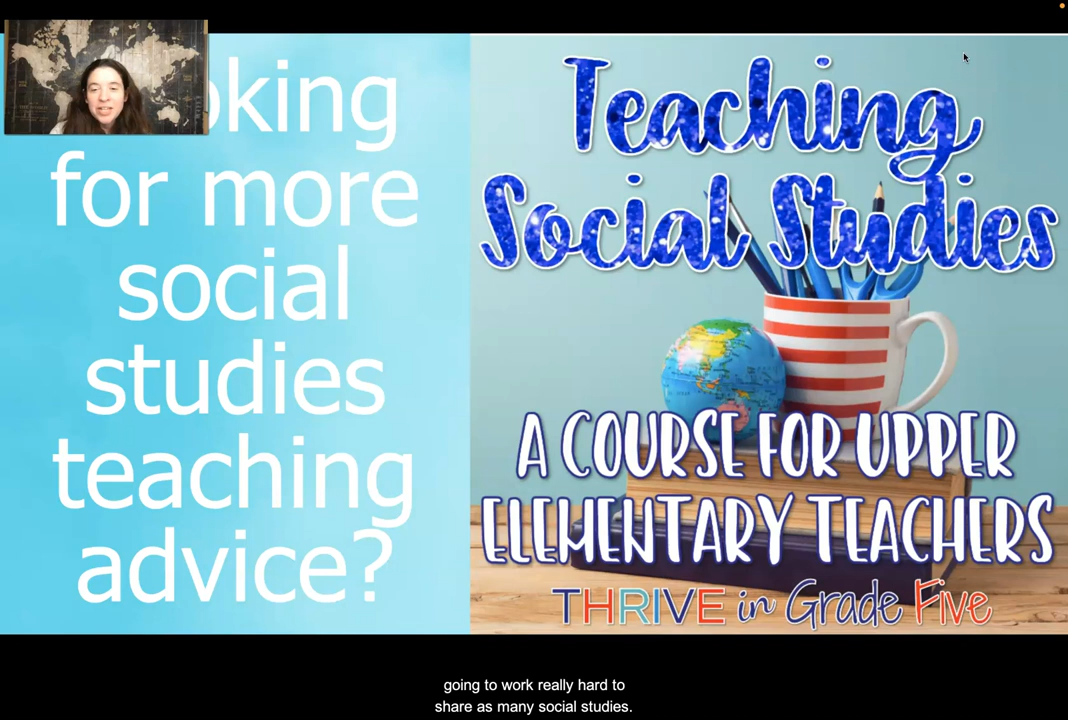 oking
for more
social
studies
teaching
advice?
Teaching
Social Studies
A COURSE FOR UPPER
ELEMENTARY TEACHERS
THRIVE in Grade Five
going to work really hard to
share as many social studies.